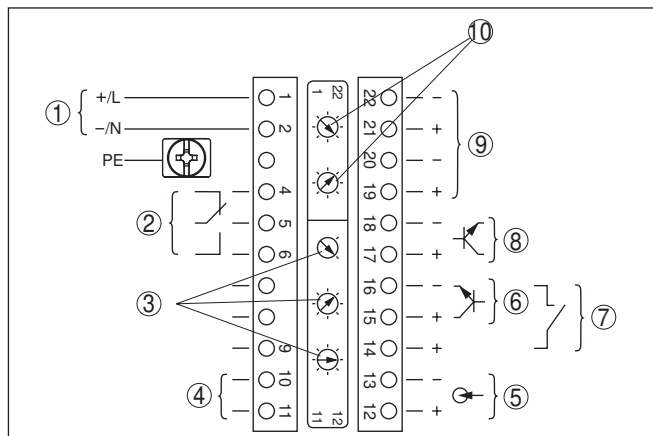 ⑩
1 22
① +/L 1 22 − ⑨
−/N 2 21 +
PE 20 −
② 4 19 +
5 18 − ⑧
6 17 +
③ 16 − ⑥ ⑦
15 +
9 14 +
④ 10 13 − ⑤
11 12 +
11 12